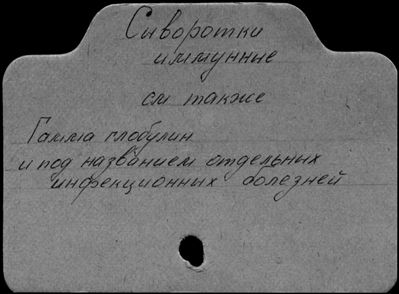 Сыворотки
иммунные
см также
Гамма глобулин
и под названием отдельных
инфекционных болезней